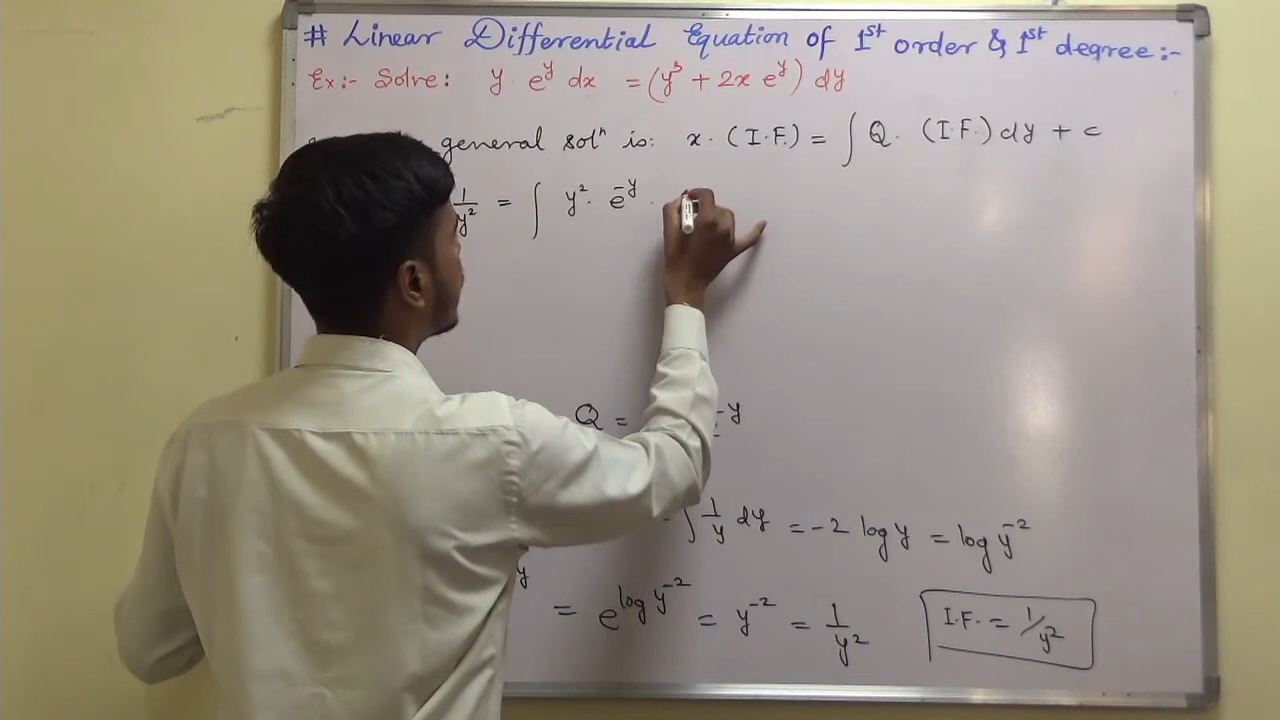 # Linear Differential Equation of 1st order & 1st degree:-
Ex:- Solve: y · e^y dx = (y³ + 2x e^y) dy
general solⁿ is: x · (I.F.) = ∫ Q · (I.F.) dy + c
1/y² = ∫ y² · e^-y ·
Q = -y
∫ 1/y dy = -2 log y = log y^-2
y = e^(log y^-2) = y^-2 = 1/y²
I.F. = 1/y²